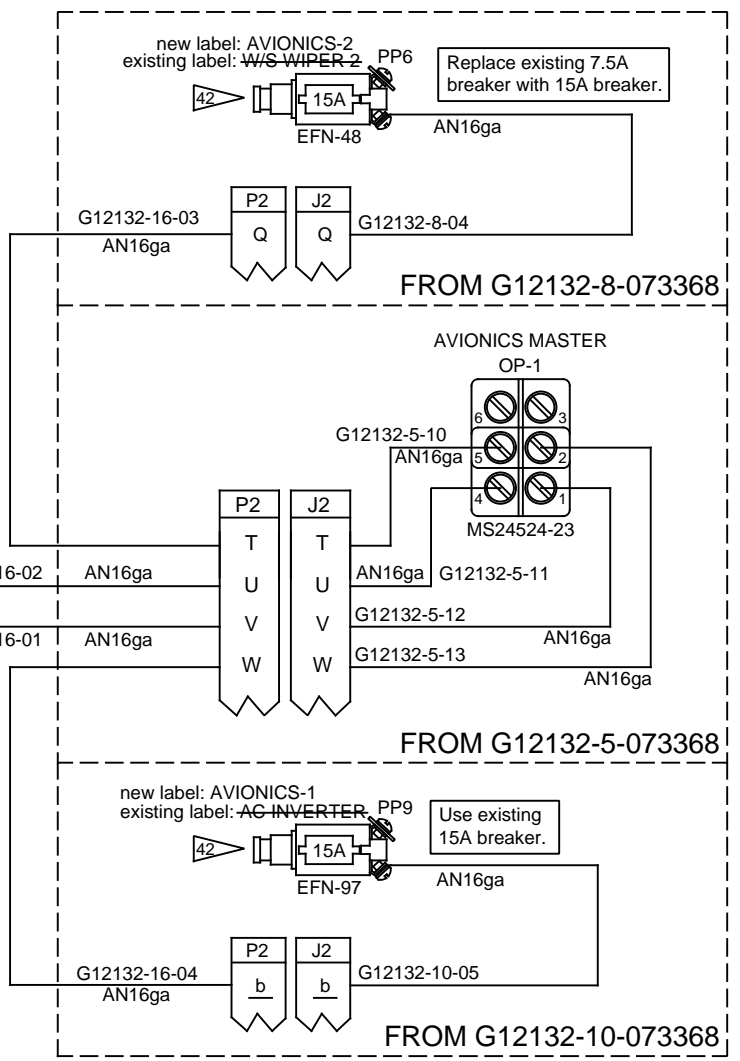 new label: AVIONICS-2
existing label: W/S WIPER 2
PP6
Replace existing 7.5A
breaker with 15A breaker.
42
15A
AN16ga
EFN-48
P2
J2
G12132-16-03
Q
Q
G12132-8-04
AN16ga
FROM G12132-8-073368
AVIONICS MASTER
OP-1
6
3
G12132-5-10
AN16ga
5
2
4
1
P2
J2
MS24524-23
T
T
16-02
AN16ga
U
U
AN16ga
G12132-5-11
V
V
G12132-5-12
16-01
AN16ga
AN16ga
W
W
G12132-5-13
AN16ga
FROM G12132-5-073368
new label: AVIONICS-1
existing label: AC INVERTER
PP9
Use existing
15A breaker.
42
15A
AN16ga
EFN-97
P2
J2
G12132-16-04
b
b
G12132-10-05
AN16ga
FROM G12132-10-073368